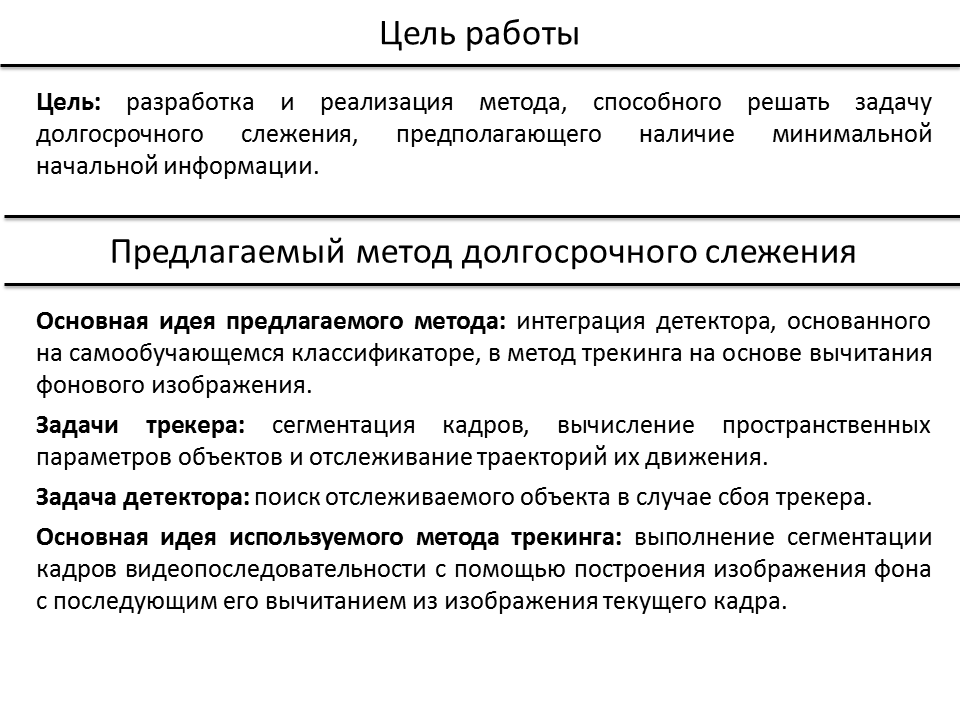 Цель работы
Цель: разработка и реализация метода, способного решать задачу
долгосрочного слежения, предполагающего наличие минимальной
начальной информации.
Предлагаемый метод долгосрочного слежения
Основная идея предлагаемого метода: интеграция детектора, основанного
на самообучающемся классификаторе, в метод трекинга на основе вычитания
фонового изображения.
Задачи трекера: сегментация кадров, вычисление пространственных
параметров объектов и отслеживание траекторий их движения.
Задача детектора: поиск отслеживаемого объекта в случае сбоя трекера.
Основная идея используемого метода трекинга: выполнение сегментации
кадров видеопоследовательности с помощью построения изображения фона
с последующим его вычитанием из изображения текущего кадра.